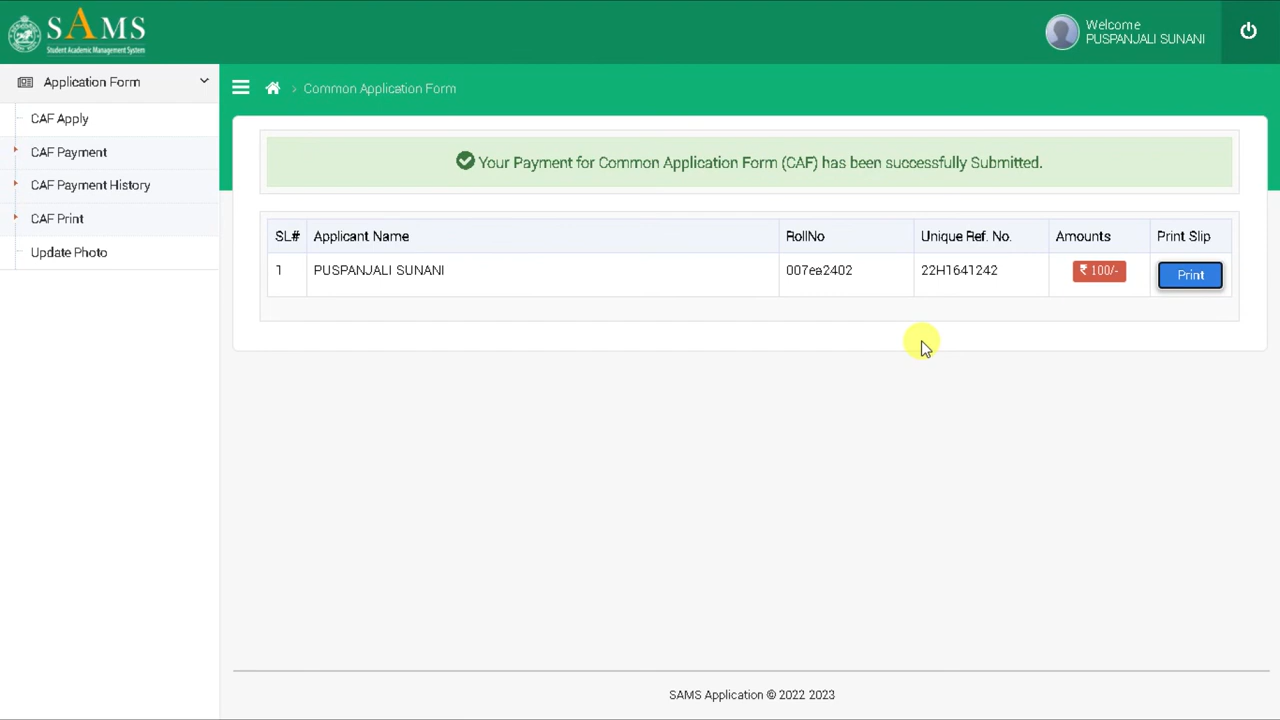 SAMS
Student Academic Management System
Welcome
PUSPANJALI SUNANI
Application Form
CAF Apply
CAF Payment
CAF Payment History
CAF Print
Update Photo
> Common Application Form
Your Payment for Common Application Form (CAF) has been successfully Submitted.
SL# Applicant Name RollNo Unique Ref. No. Amounts Print Slip
1 PUSPANJALI SUNANI 007ea2402 22H1641242 ₹ 100/- Print
SAMS Application © 2022 2023